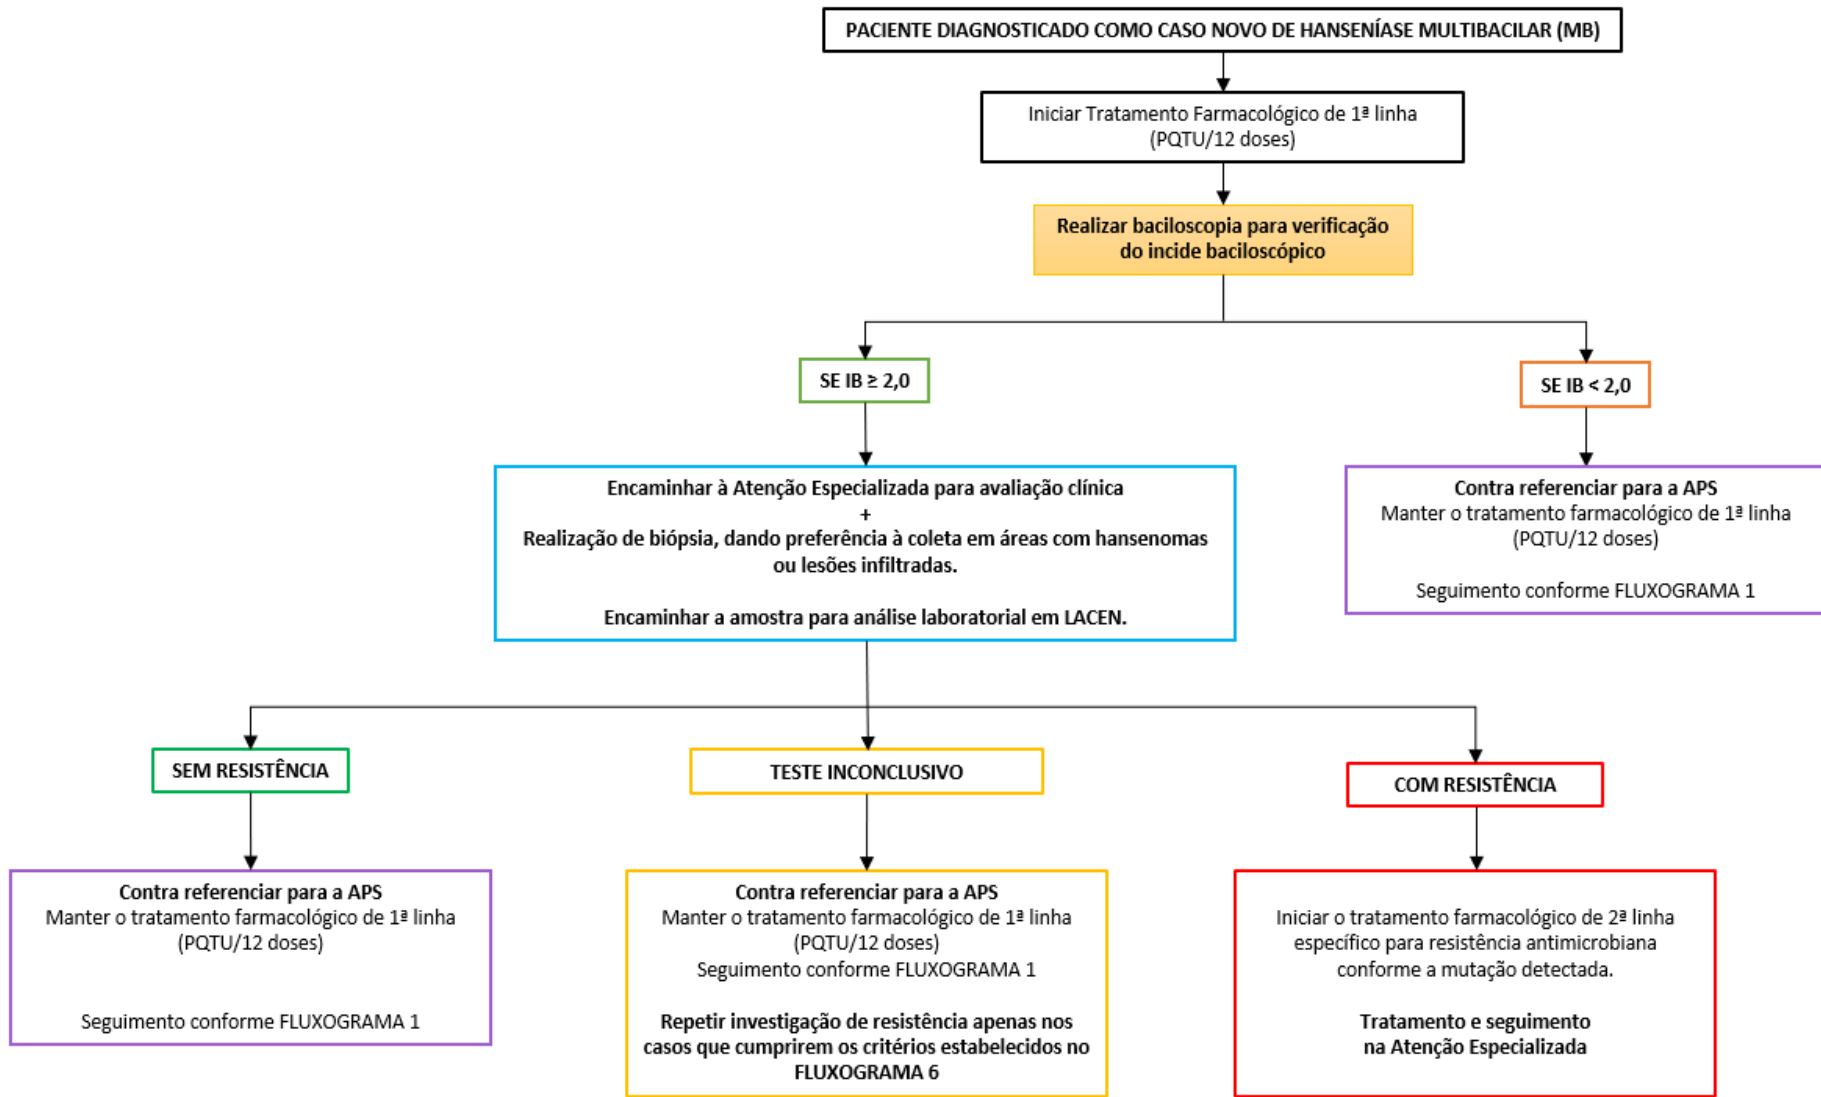 PACIENTE DIAGNOSTICADO COMO CASO NOVO DE HANSENÍASE MULTIBACILAR (MB)
Iniciar Tratamento Farmacológico de 1ª linha
(PQTU/12 doses)
Realizar baciloscopia para verificação
do incide baciloscópico
SE IB ≥ 2,0
SE IB < 2,0
Encaminhar à Atenção Especializada para avaliação clínica
+
Realização de biópsia, dando preferência à coleta em áreas com hansenomas
ou lesões infiltradas.
Encaminhar a amostra para análise laboratorial em LACEN.
Contra referenciar para a APS
Manter o tratamento farmacológico de 1ª linha
(PQTU/12 doses)
Seguimento conforme FLUXOGRAMA 1
SEM RESISTÊNCIA
TESTE INCONCLUSIVO
COM RESISTÊNCIA
Contra referenciar para a APS
Manter o tratamento farmacológico de 1ª linha
(PQTU/12 doses)
Seguimento conforme FLUXOGRAMA 1
Contra referenciar para a APS
Manter o tratamento farmacológico de 1ª linha
(PQTU/12 doses)
Seguimento conforme FLUXOGRAMA 1
Repetir investigação de resistência apenas nos
casos que cumprirem os critérios estabelecidos no
FLUXOGRAMA 6
Iniciar o tratamento farmacológico de 2ª linha
específico para resistência antimicrobiana
conforme a mutação detectada.
Tratamento e seguimento
na Atenção Especializada